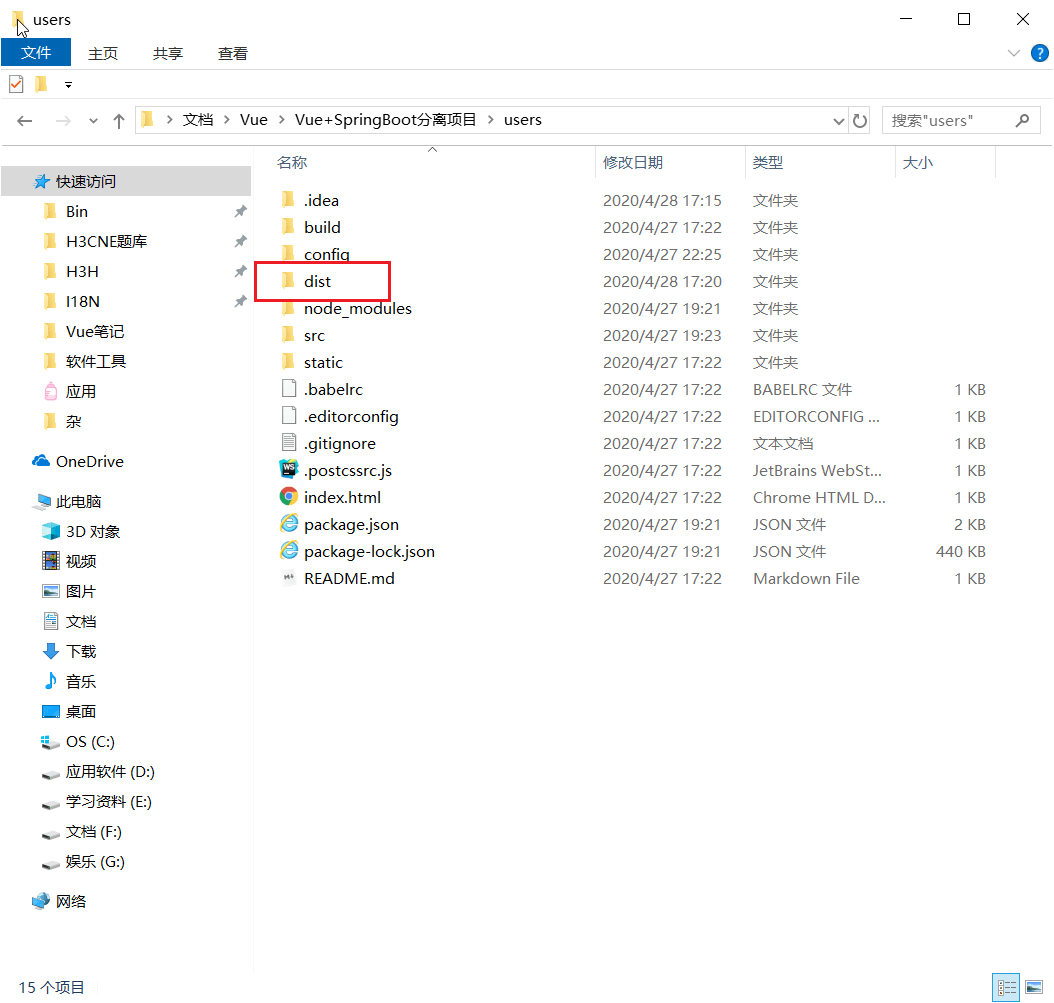 users
文件 主页 共享 查看
文档 Vue Vue+SpringBoot分离项目 users 搜索"users"
名称 修改日期 类型 大小
快速访问
Bin
H3CNE题库
H3H
I18N
Vue笔记
软件工具
应用
杂
OneDrive
此电脑
3D 对象
视频
图片
文档
下载
音乐
桌面
OS (C:)
应用软件 (D:)
学习资料 (E:)
文档 (F:)
娱乐 (G:)
网络
.idea 2020/4/28 17:15 文件夹
build 2020/4/27 17:22 文件夹
config 2020/4/27 22:25 文件夹
dist 2020/4/28 17:20 文件夹
node_modules 2020/4/27 19:21 文件夹
src 2020/4/27 19:23 文件夹
static 2020/4/27 17:22 文件夹
.babelrc 2020/4/27 17:22 BABELRC 文件 1 KB
.editorconfig 2020/4/27 17:22 EDITORCONFIG ... 1 KB
.gitignore 2020/4/27 17:22 文本文档 1 KB
.postcssrc.js 2020/4/27 17:22 JetBrains WebSt... 1 KB
index.html 2020/4/27 17:22 Chrome HTML D... 1 KB
package.json 2020/4/27 19:21 JSON 文件 2 KB
package-lock.json 2020/4/27 19:21 JSON 文件 440 KB
README.md 2020/4/27 17:22 Markdown File 1 KB
15 个项目